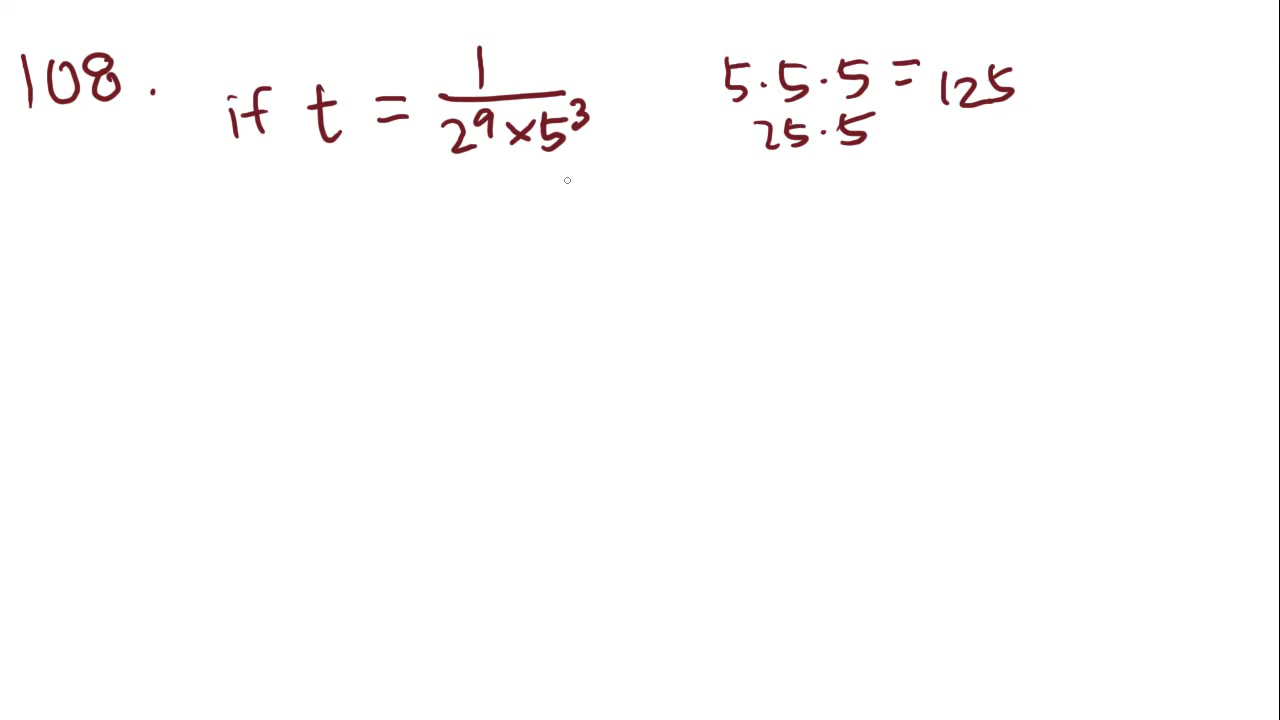 108. if t = 1/(2⁹ × 5³)
5 · 5 · 5 = 125
25 · 5